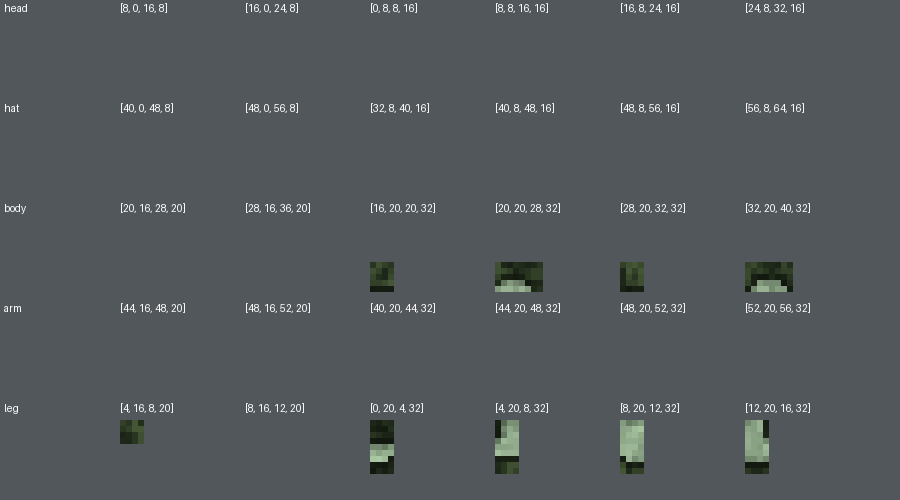 head [8, 0, 16, 8] [16, 0, 24, 8] [0, 8, 8, 16] [8, 8, 16, 16] [16, 8, 24, 16] [24, 8, 32, 16]
hat [40, 0, 48, 8] [48, 0, 56, 8] [32, 8, 40, 16] [40, 8, 48, 16] [48, 8, 56, 16] [56, 8, 64, 16]
body [20, 16, 28, 20] [28, 16, 36, 20] [16, 20, 20, 32] [20, 20, 28, 32] [28, 20, 32, 32] [32, 20, 40, 32]
arm [44, 16, 48, 20] [48, 16, 52, 20] [40, 20, 44, 32] [44, 20, 48, 32] [48, 20, 52, 32] [52, 20, 56, 32]
leg [4, 16, 8, 20] [8, 16, 12, 20] [0, 20, 4, 32] [4, 20, 8, 32] [8, 20, 12, 32] [12, 20, 16, 32]